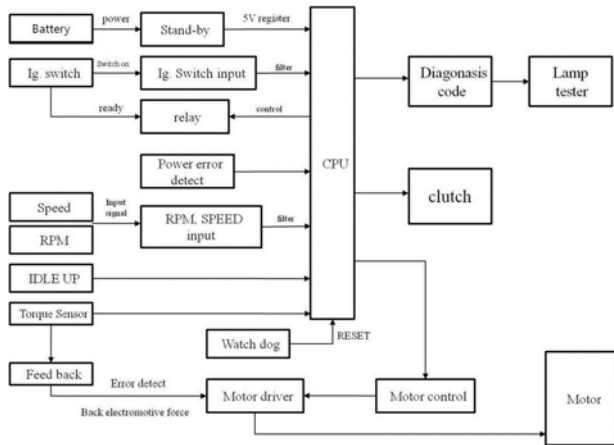 Battery
power
Stand-by
5V register
Ig. switch
Switch on
Ig. Switch input
filter
ready
relay
control
Power error
detect
CPU
Diagonasis
code
Lamp
tester
clutch
Speed
RPM
Input
signal
RPM, SPEED
input
filter
IDLE UP
Torque Sensor
Watch dog
RESET
Feed back
Error detect
Back electromotive force
Motor driver
Motor control
Motor